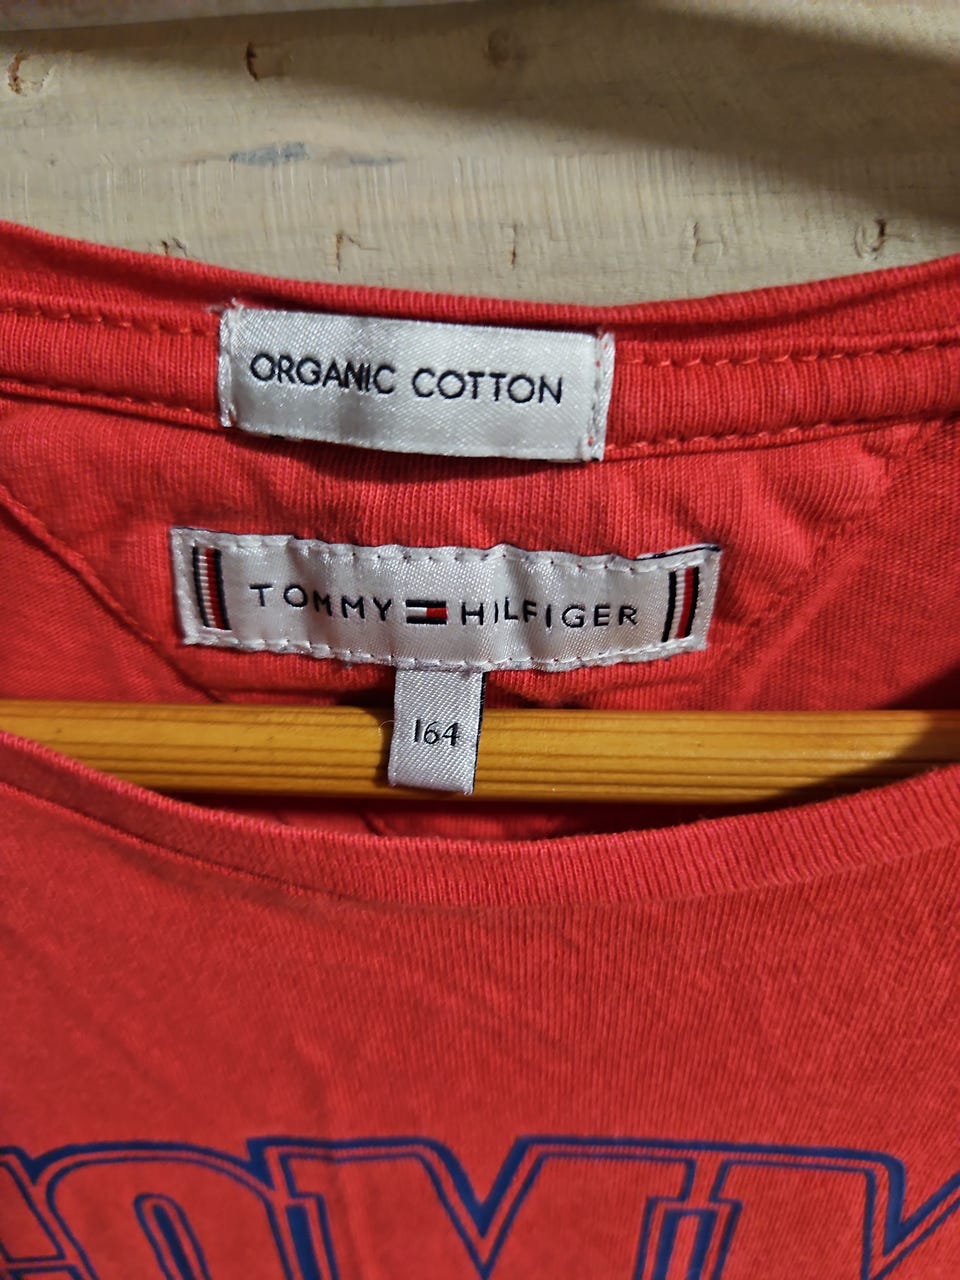 ORGANIC COTTON
TOMMY HILFIGER
164